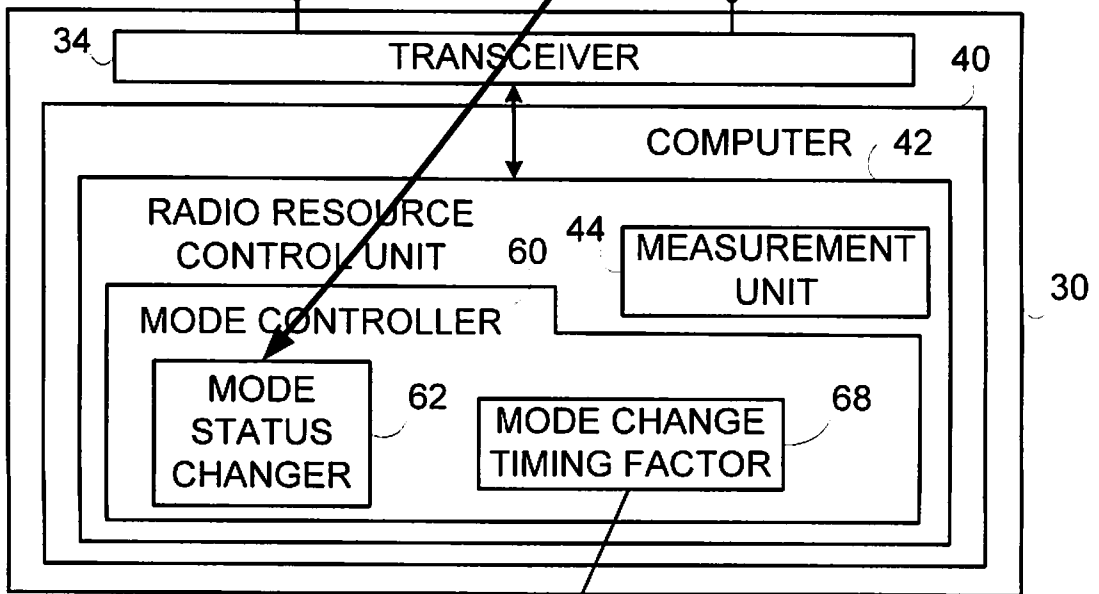 34
TRANSCEIVER
40
COMPUTER
42
RADIO RESOURCE
CONTROL UNIT
60
44
MEASUREMENT
UNIT
30
MODE CONTROLLER
MODE
STATUS
CHANGER
62
MODE CHANGE
TIMING FACTOR
68